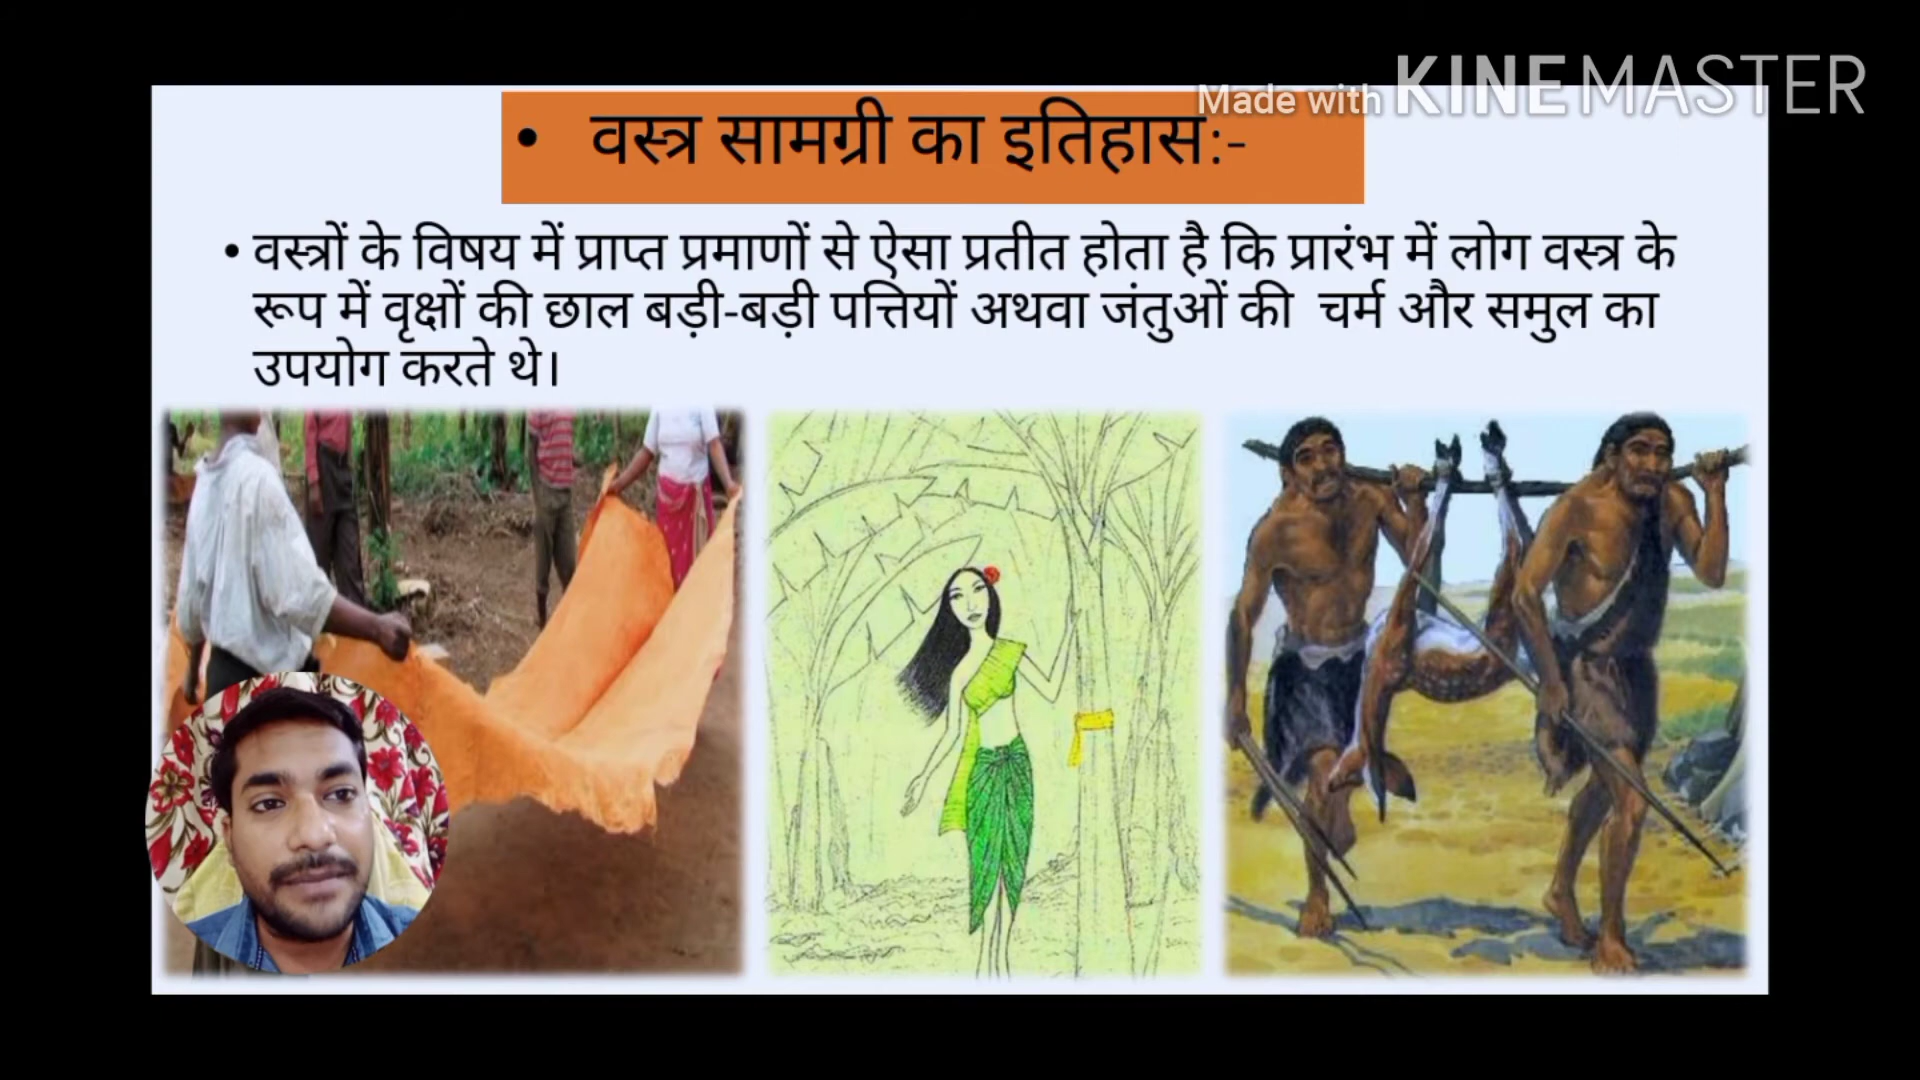 Made with KINEMASTER
• वस्त्र सामग्री का इतिहास:-
• वस्त्रों के विषय में प्राप्त प्रमाणों से ऐसा प्रतीत होता है कि प्रारंभ में लोग वस्त्र के
रूप में वृक्षों की छाल बड़ी-बड़ी पत्तियों अथवा जंतुओं की चर्म और समुल का
उपयोग करते थे।